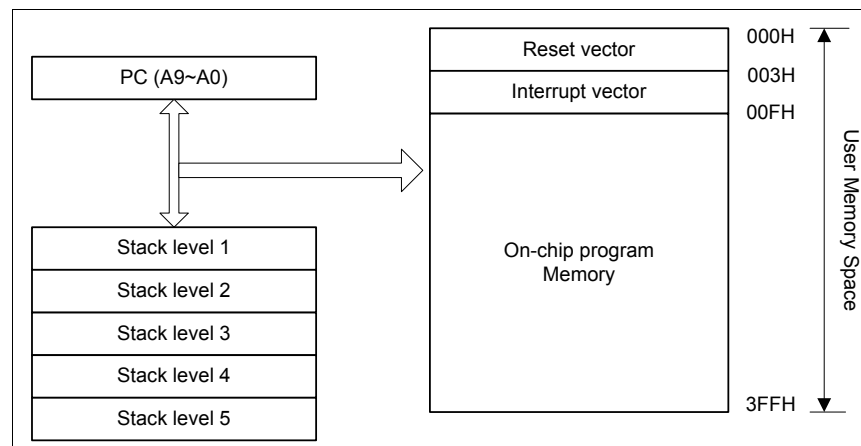 PC (A9~A0)
Stack level 1
Stack level 2
Stack level 3
Stack level 4
Stack level 5
Reset vector
Interrupt vector
On-chip program
Memory
000H
003H
00FH
3FFH
User Memory Space